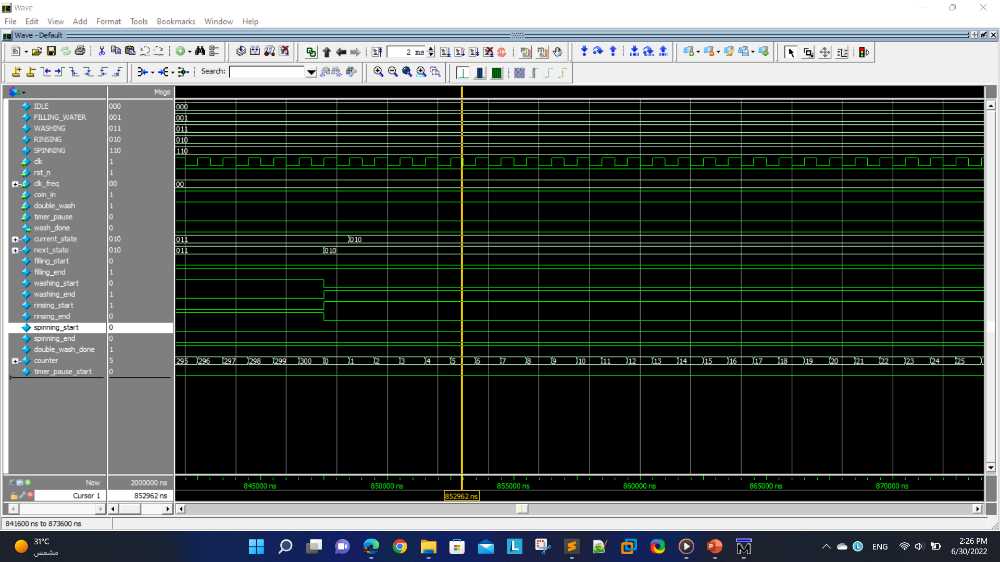 Wave
File Edit View Add Format Tools Bookmarks Window Help
Wave - Default
2 ms
Search:
Msgs
IDLE 000 000
FILLING_WATER 001 001
WASHING 011 011
RINSING 010 010
SPINNING 110 110
clk 1
rst_n 1
clk_freq 00 00
coin_in 1
double_wash 1
timer_pause 0
wash_done 0
current_state 010 011 010
next_state 010 011 010
filling_start 0
filling_end 1
washing_start 0
washing_end 1
rinsing_start 1
rinsing_end 0
spinning_start 0
spinning_end 0
double_wash_done 1
counter 5 295 296 297 298 299 300 0 1 2 3 4 5 6 7 8 9 10 11 12 13 14 15 16 17 18 19 20 21 22 23 24 25
timer_pause_start 0
Now 2000000 ns 845000 ns 850000 ns 855000 ns 860000 ns 865000 ns 870000 ns
Cursor 1 852962 ns 852962 ns
841600 ns to 873600 ns
31°C
مشمس
L
P
M
L
ENG
2:26 PM
6/30/2022